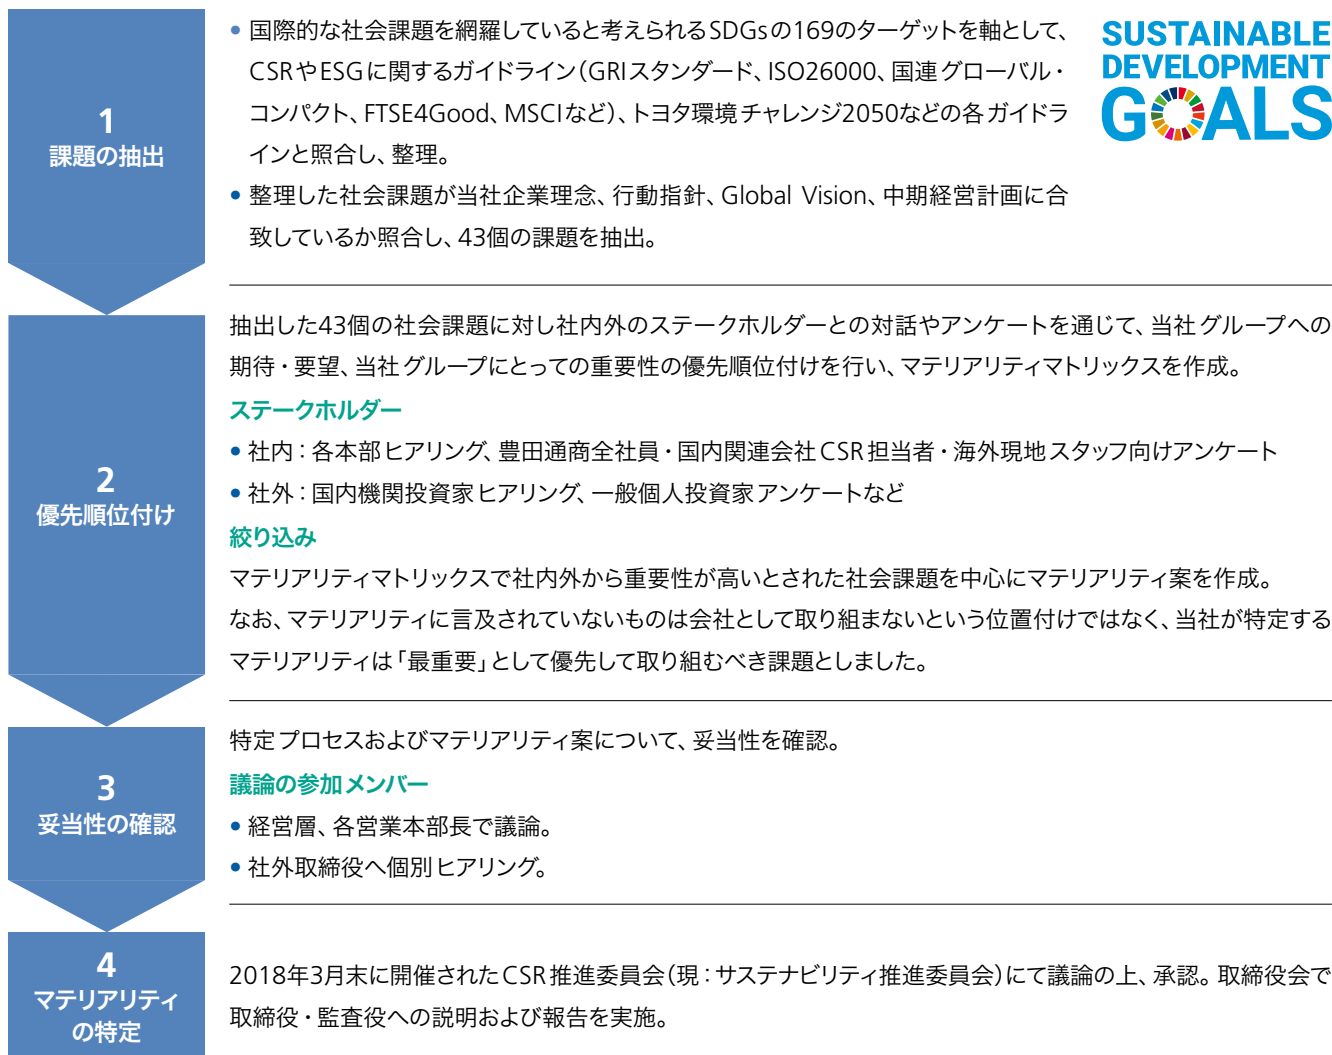 1
課題の抽出
• 国際的な社会課題を網羅していると考えられるSDGsの169のターゲットを軸として、
CSRやESGに関するガイドライン（GRIスタンダード、ISO26000、国連グローバル・
コンパクト、FTSE4Good、MSCIなど）、トヨタ環境チャレンジ2050などの各ガイドラ
インと照合し、整理。
• 整理した社会課題が当社企業理念、行動指針、Global Vision、中期経営計画に合
致しているか照合し、43個の課題を抽出。
SUSTAINABLE
DEVELOPMENT
GOALS
2
優先順位付け
抽出した43個の社会課題に対し社内外のステークホルダーとの対話やアンケートを通じて、当社グループへの
期待・要望、当社グループにとっての重要性の優先順位付けを行い、マテリアリティマトリックスを作成。
ステークホルダー
• 社内：各本部ヒアリング、豊田通商全社員・国内関連会社CSR担当者・海外現地スタッフ向けアンケート
• 社外：国内機関投資家ヒアリング、一般個人投資家アンケートなど
絞り込み
マテリアリティマトリックスで社内外から重要性が高いとされた社会課題を中心にマテリアリティ案を作成。
なお、マテリアリティに言及されていないものは会社として取り組まないという位置付けではなく、当社が特定する
マテリアリティは「最重要」として優先して取り組むべき課題としました。
3
妥当性の確認
特定プロセスおよびマテリアリティ案について、妥当性を確認。
議論の参加メンバー
• 経営層、各営業本部長で議論。
• 社外取締役へ個別ヒアリング。
4
マテリアリティ
の特定
2018年3月末に開催されたCSR推進委員会（現：サステナビリティ推進委員会）にて議論の上、承認。取締役会で
取締役・監査役への説明および報告を実施。